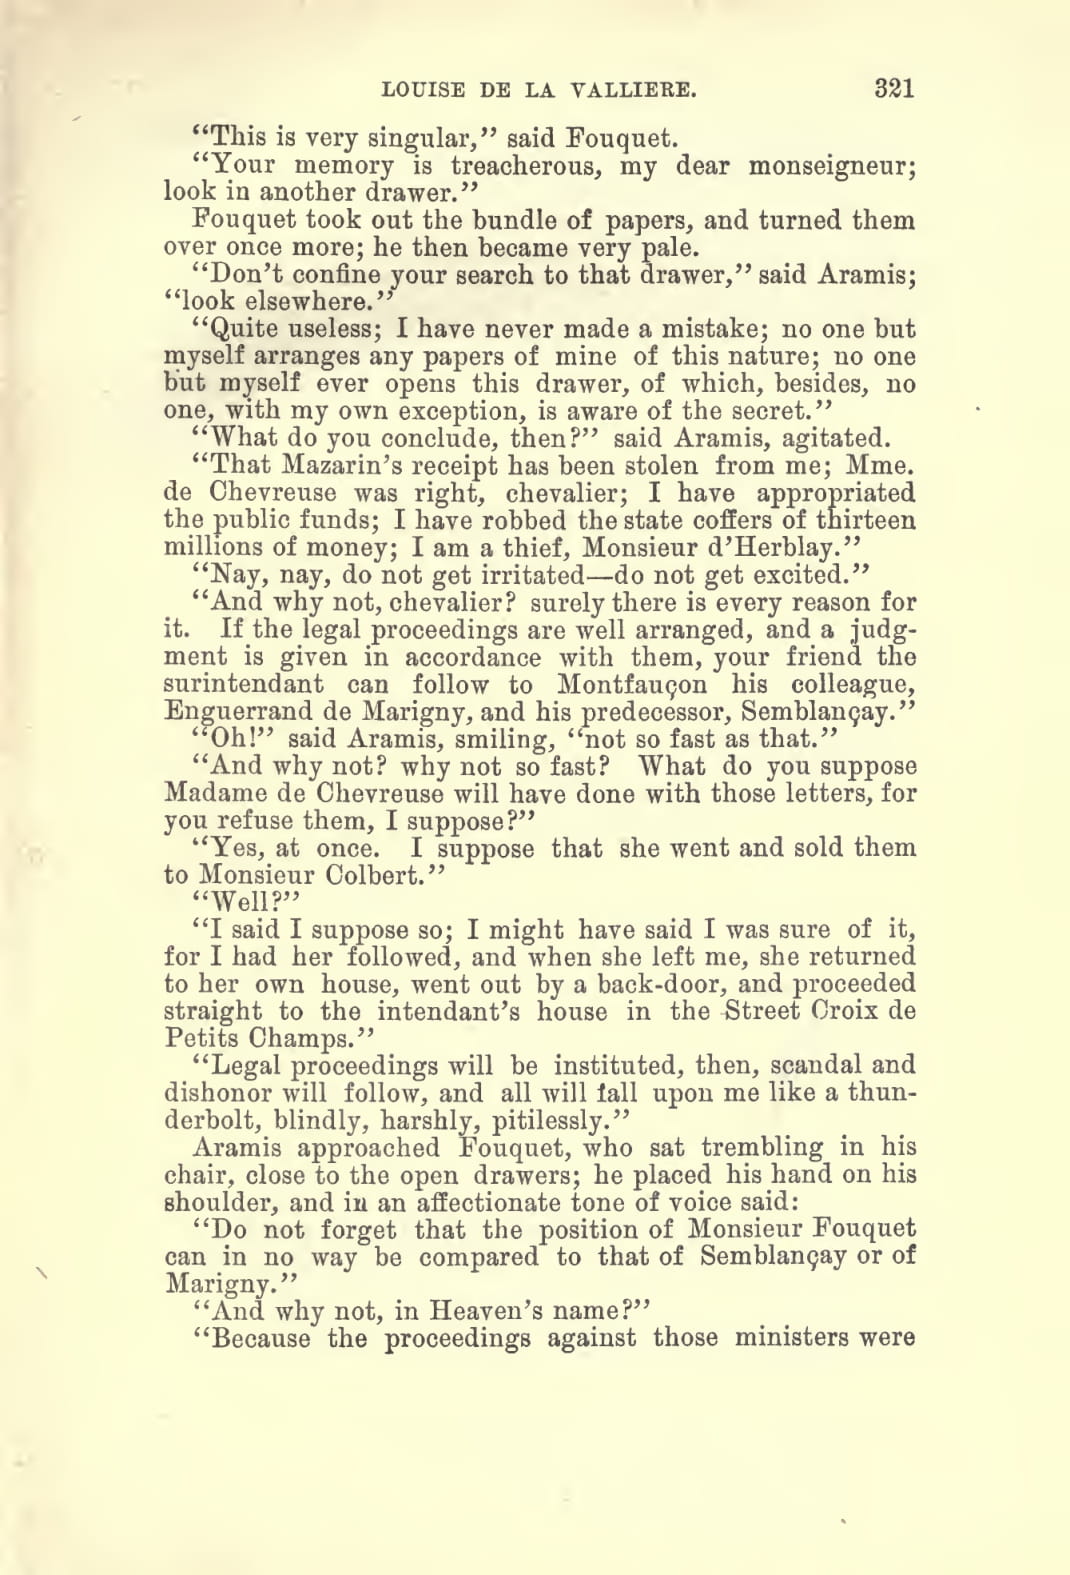 LOUISE DE LA VALLIERE. 321
“This is very singular,” said Fouquet.
“Your memory is treacherous, my dear monseigneur;
look in another drawer.”
Fouquet took out the bundle of papers, and turned them
over once more; he then became very pale.
“Don’t confine your search to that drawer,” said Aramis;
“look elsewhere.”
“Quite useless; I have never made a mistake; no one but
myself arranges any papers of mine of this nature; no one
but myself ever opens this drawer, of which, besides, no
one, with my own exception, is aware of the secret.”
“What do you conclude, then?” said Aramis, agitated.
“That Mazarin’s receipt has been stolen from me; Mme.
de Chevreuse was right, chevalier; I have appropriated
the public funds; I have robbed the state coffers of thirteen
millions of money; I am a thief, Monsieur d’Herblay.”
“Nay, nay, do not get irritated—do not get excited.”
“And why not, chevalier? surely there is every reason for
it. If the legal proceedings are well arranged, and a judg-
ment is given in accordance with them, your friend the
surintendant can follow to Montfauçon his colleague,
Enguerrand de Marigny, and his predecessor, Semblançay.”
“Oh!” said Aramis, smiling, “not so fast as that.”
“And why not? why not so fast? What do you suppose
Madame de Chevreuse will have done with those letters, for
you refuse them, I suppose?”
“Yes, at once. I suppose that she went and sold them
to Monsieur Colbert.”
“Well?”
“I said I suppose so; I might have said I was sure of it,
for I had her followed, and when she left me, she returned
to her own house, went out by a back-door, and proceeded
straight to the intendant’s house in the Street Croix de
Petits Champs.”
“Legal proceedings will be instituted, then, scandal and
dishonor will follow, and all will fall upon me like a thun-
derbolt, blindly, harshly, pitilessly.”
Aramis approached Fouquet, who sat trembling in his
chair, close to the open drawers; he placed his hand on his
shoulder, and in an affectionate tone of voice said:
“Do not forget that the position of Monsieur Fouquet
can in no way be compared to that of Semblançay or of
Marigny.”
“And why not, in Heaven’s name?”
“Because the proceedings against those ministers were